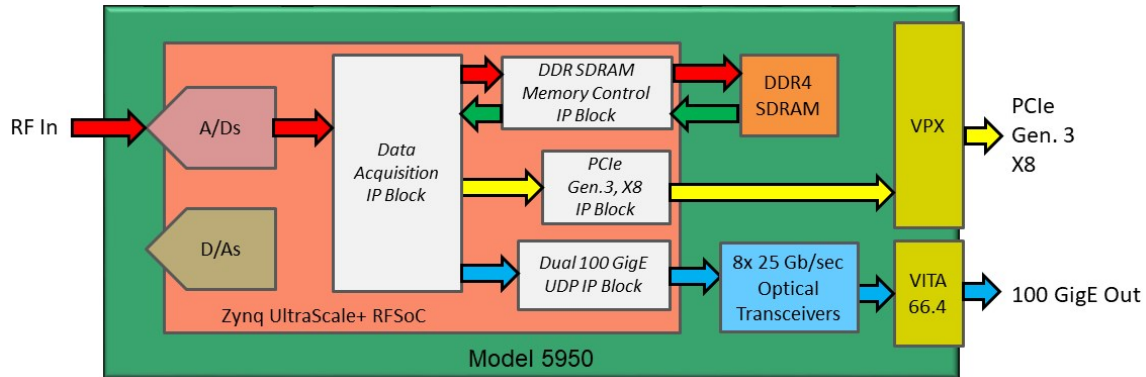 RF In
A/Ds
D/As
Data
Acquisition
IP Block
DDR SDRAM
Memory Control
IP Block
DDR4
SDRAM
PCIe
Gen.3, X8
IP Block
Dual 100 GigE
UDP IP Block
8x 25 Gb/sec
Optical
Transceivers
VPX
VITA
66.4
PCIe
Gen. 3
X8
100 GigE Out
Zynq UltraScale+ RFSoC
Model 5950